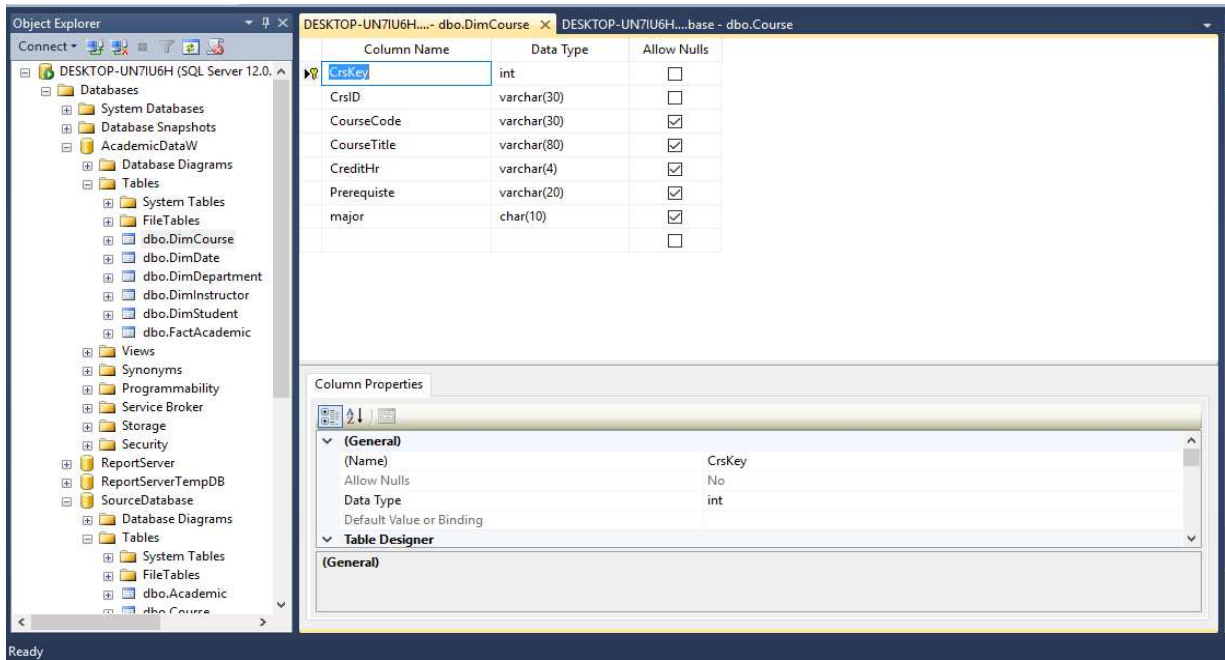 Object Explorer
Connect
DESKTOP-UN7IU6H (SQL Server 12.0.
Databases
System Databases
Database Snapshots
AcademicDataW
Database Diagrams
Tables
System Tables
FileTables
dbo.DimCourse
dbo.DimDate
dbo.DimDepartment
dbo.DimInstructor
dbo.DimStudent
dbo.FactAcademic
Views
Synonyms
Programmability
Service Broker
Storage
Security
ReportServer
ReportServerTempDB
SourceDatabase
Database Diagrams
Tables
System Tables
FileTables
dbo.Academic
dbo.Course
DESKTOP-UN7IU6H....- dbo.DimCourse DESKTOP-UN7IU6H....base - dbo.Course
Column Name Data Type Allow Nulls
CrsKey int
CrsID varchar(30)
CourseCode varchar(30)
CourseTitle varchar(80)
CreditHr varchar(4)
Prerequiste varchar(20)
major char(10)
Column Properties
(General)
(Name) CrsKey
Allow Nulls No
Data Type int
Default Value or Binding
Table Designer
(General)
Ready